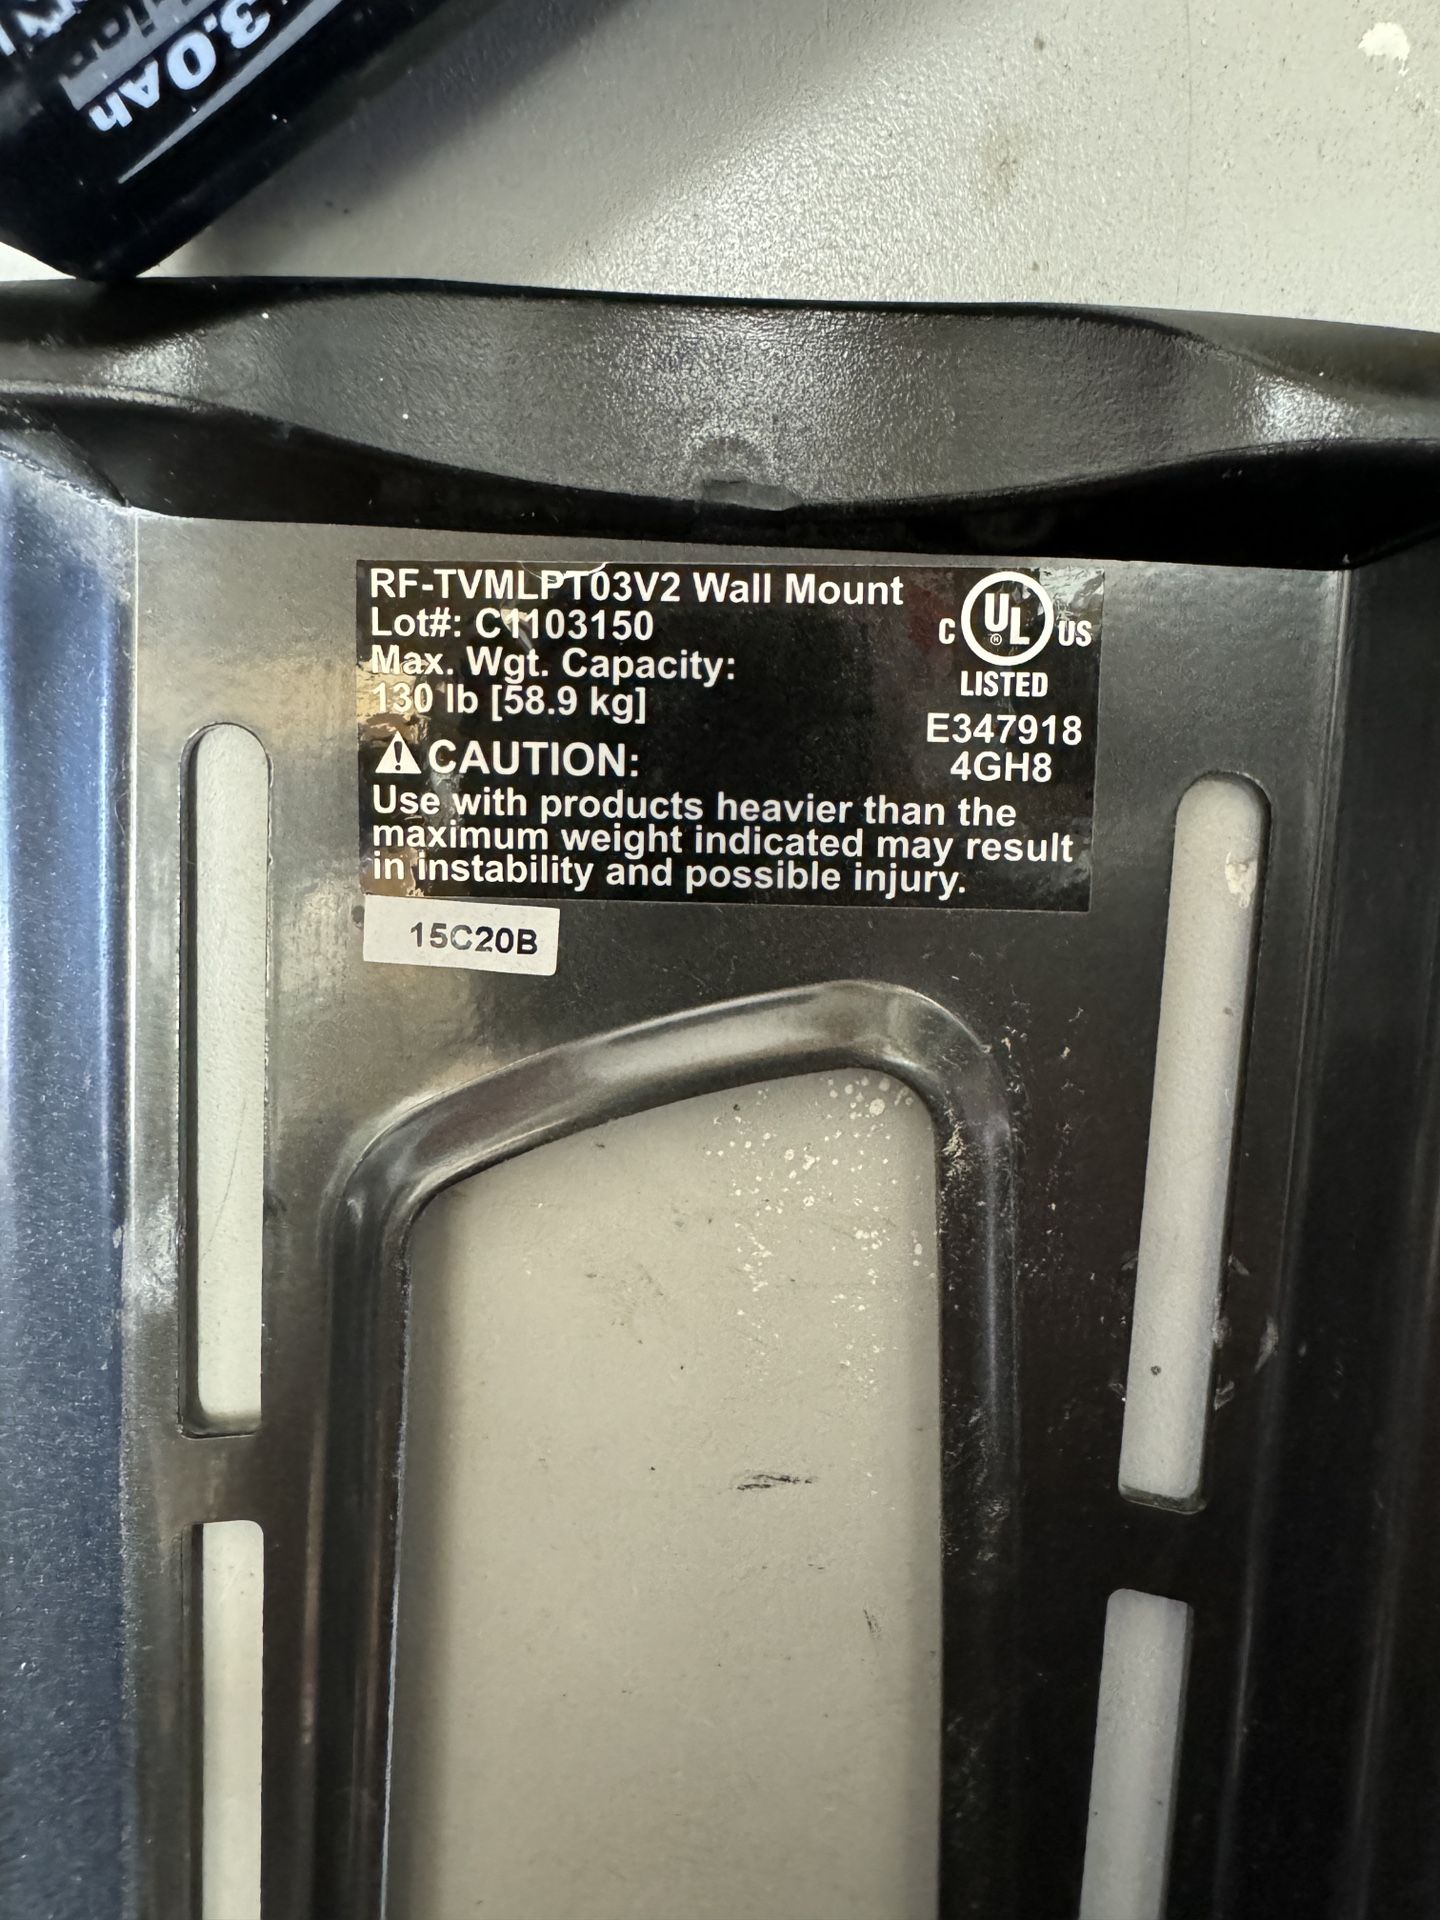 3.0Ah
RF-TVMLPT03V2 Wall Mount
Lot#: C1103150
Max. Wgt. Capacity:
130 lb [58.9 kg]
⚠CAUTION:
Use with products heavier than the
maximum weight indicated may result
in instability and possible injury.
C UL US
LISTED
E347918
4GH8
15C20B